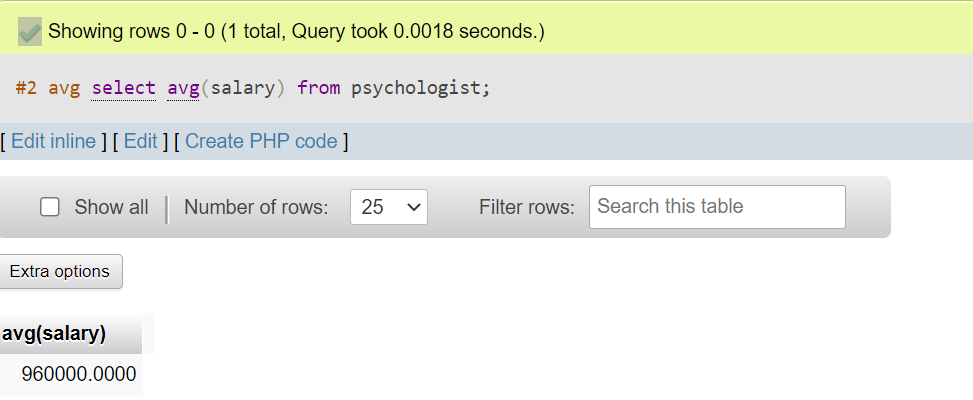 Showing rows 0 - 0 (1 total, Query took 0.0018 seconds.)
#2 avg select avg(salary) from psychologist;
[ Edit inline ] [ Edit ] [ Create PHP code ]
Show all | Number of rows: 25 Filter rows: Search this table
Extra options
avg(salary)
960000.0000